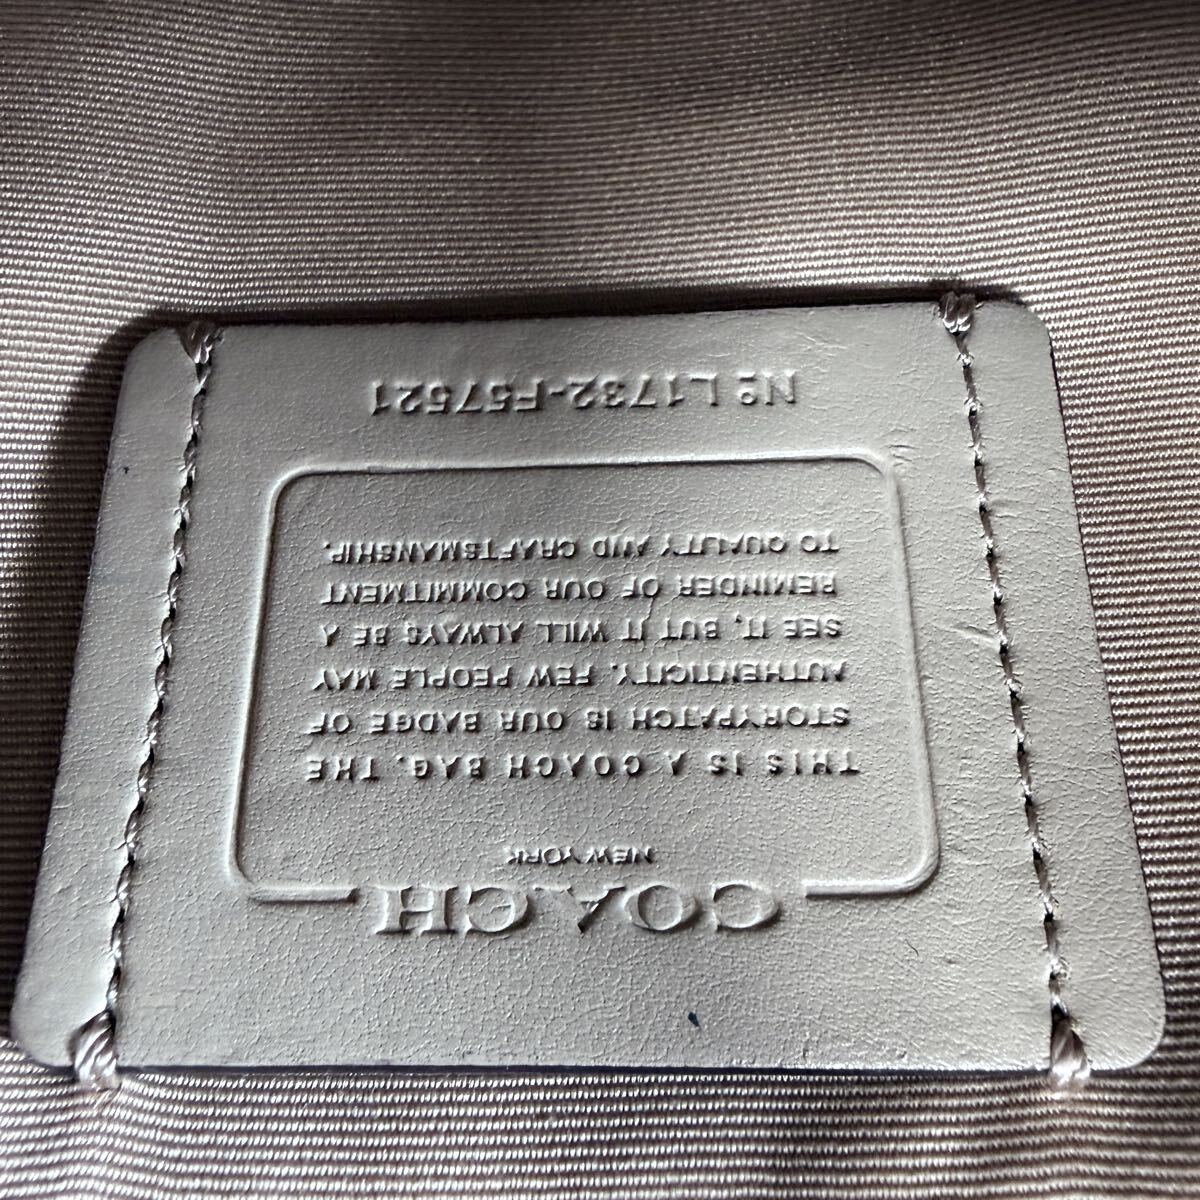 COACH
NEW YORK
THIS IS A COACH BAG. THE
STORYPATCH IS OUR BADGE OF
AUTHENTICITY. FEW PEOPLE MAY
SEE IT, BUT IT WILL ALWAYS BE A
REMINDER OF OUR COMMITMENT
TO QUALITY AND CRAFTSMANSHIP.
Nº L1732-F57521